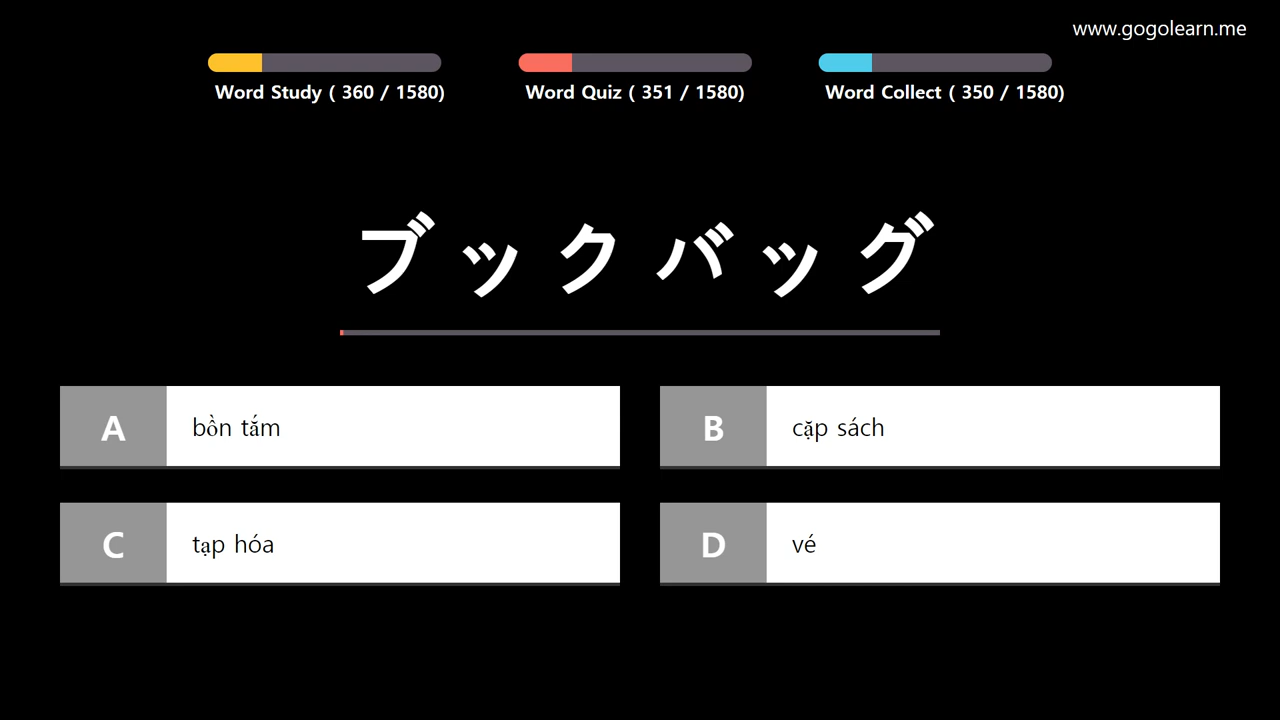 www.gogolearn.me
Word Study ( 360 / 1580)
Word Quiz ( 351 / 1580)
Word Collect ( 350 / 1580)
ブックバッグ
A
bồn tắm
B
cặp sách
C
tạp hóa
D
vé